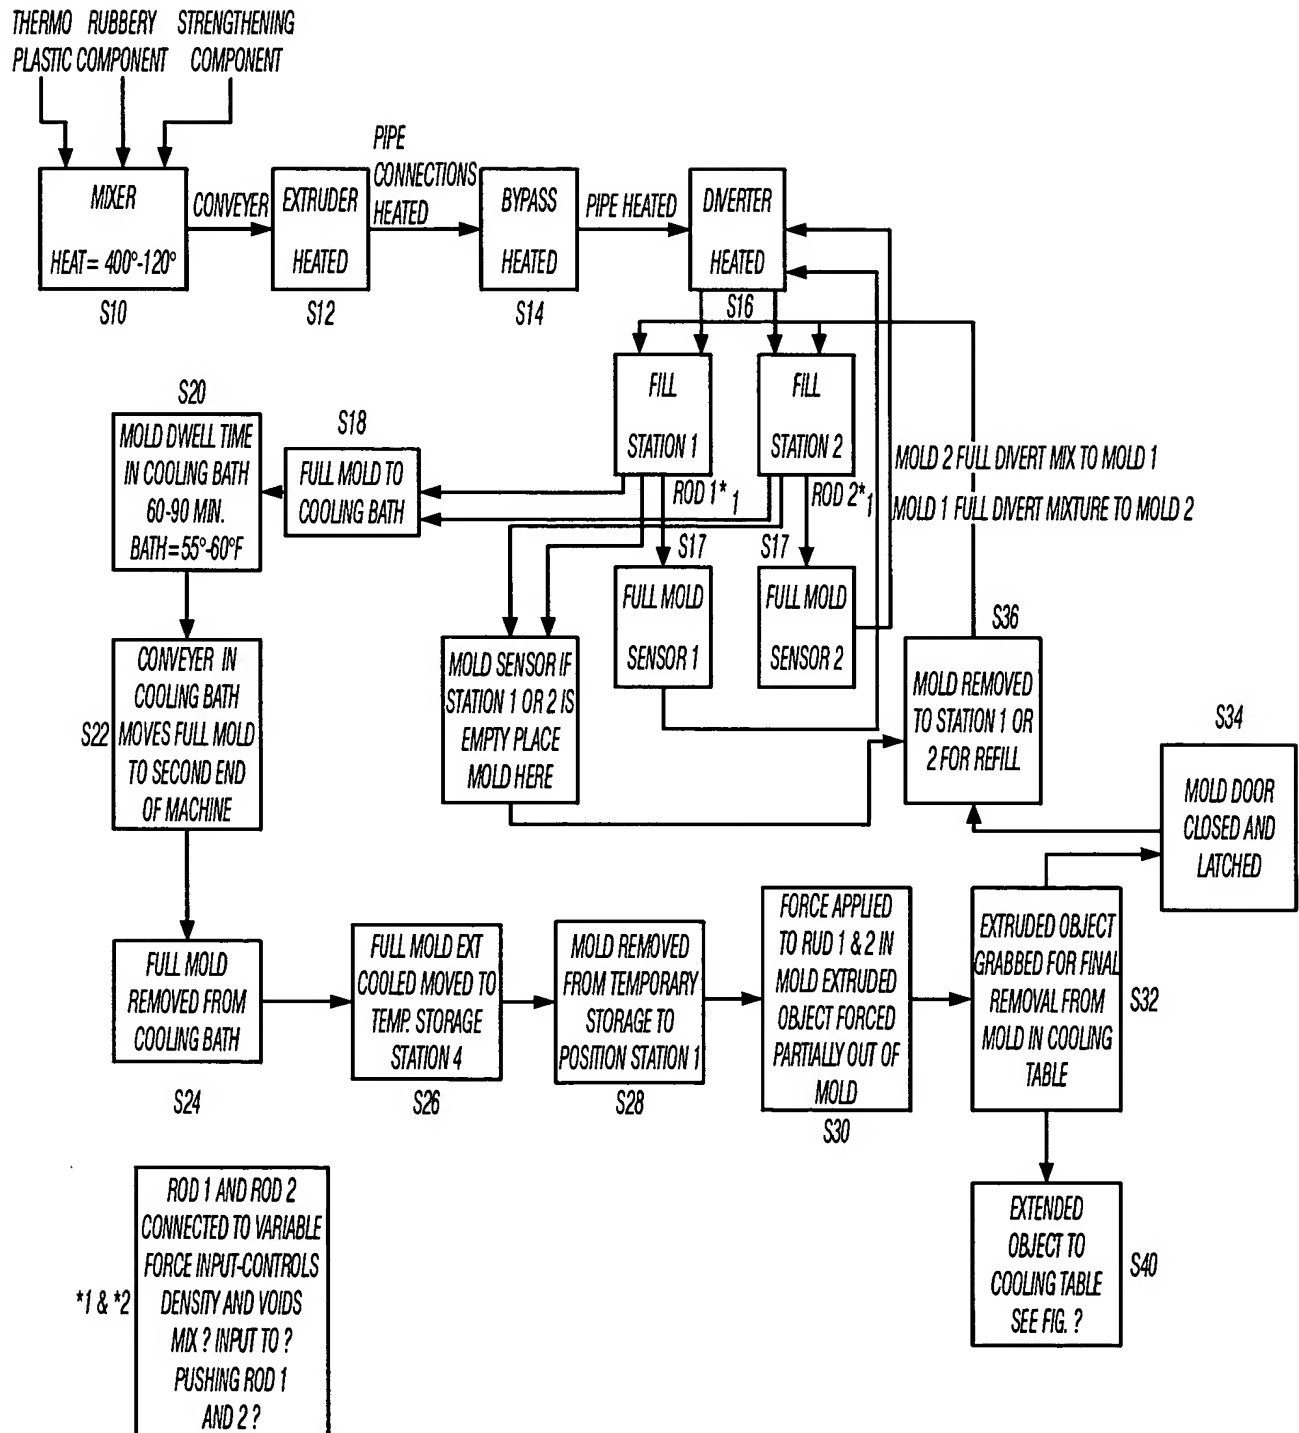 THERMO RUBBERY STRENGTHENING
PLASTIC COMPONENT COMPONENT
MIXER
HEAT = 400°-120°
S10
CONVEYER
EXTRUDER
HEATED
S12
PIPE
CONNECTIONS
HEATED
BYPASS
HEATED
S14
PIPE HEATED
DIVERTER
HEATED
S16
FILL
STATION 1
FILL
STATION 2
ROD 1*1
ROD 2*1
MOLD 2 FULL DIVERT MIX TO MOLD 1
MOLD 1 FULL DIVERT MIXTURE TO MOLD 2
S17
FULL MOLD
SENSOR 1
S17
FULL MOLD
SENSOR 2
S18
FULL MOLD TO
COOLING BATH
S20
MOLD DWELL TIME
IN COOLING BATH
60-90 MIN.
BATH = 55°-60°F
MOLD SENSOR IF
STATION 1 OR 2 IS
EMPTY PLACE
MOLD HERE
S36
MOLD REMOVED
TO STATION 1 OR
2 FOR REFILL
S34
MOLD DOOR
CLOSED AND
LATCHED
S22
CONVEYER IN
COOLING BATH
MOVES FULL MOLD
TO SECOND END
OF MACHINE
FULL MOLD
REMOVED FROM
COOLING BATH
S24
FULL MOLD EXT
COOLED MOVED TO
TEMP. STORAGE
STATION 4
S26
MOLD REMOVED
FROM TEMPORARY
STORAGE TO
POSITION STATION 1
S28
FORCE APPLIED
TO RUD 1 & 2 IN
MOLD EXTRUDED
OBJECT FORCED
PARTIALLY OUT OF
MOLD
S30
EXTRUDED OBJECT
GRABBED FOR FINAL
REMOVAL FROM
MOLD IN COOLING
TABLE
S32
EXTENDED
OBJECT TO
COOLING TABLE
SEE FIG. ?
S40
*1 & *2
ROD 1 AND ROD 2
CONNECTED TO VARIABLE
FORCE INPUT-CONTROLS
DENSITY AND VOIDS
MIX ? INPUT TO ?
PUSHING ROD 1
AND 2 ?